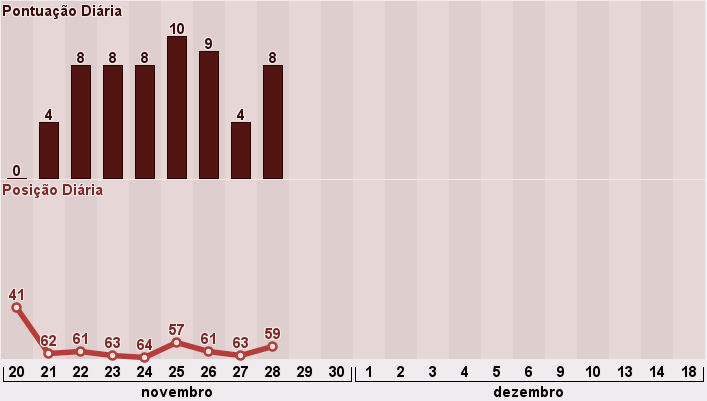 Pontuação Diária
0 4 8 8 8 10 9 4 8
Posição Diária
41 62 61 63 64 57 61 63 59
20 21 22 23 24 25 26 27 28 29 30 1 2 3 4 5 6 9 10 13 14 18
novembro dezembro